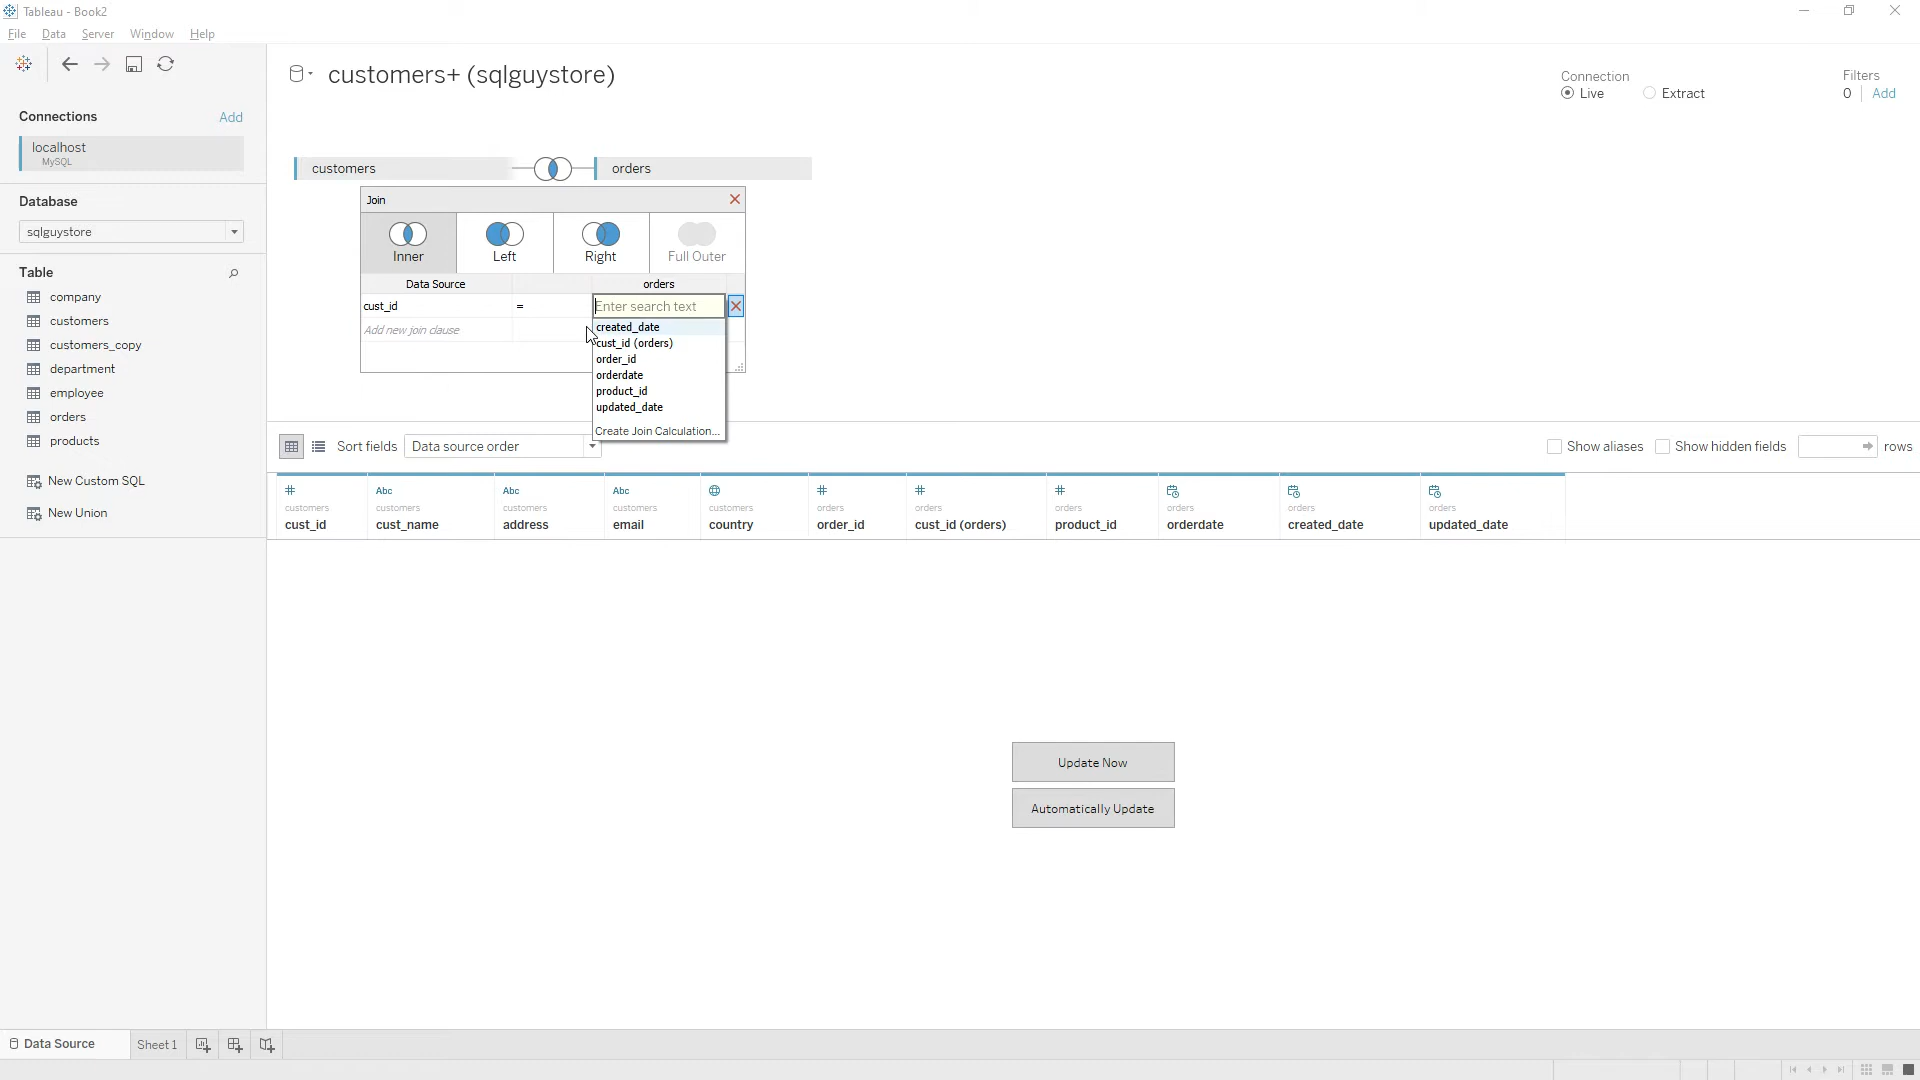 Tableau - Book2
File Data Server Window Help
customers+ (sqlguystore)
Connection
Live Extract
Filters
0 Add
Connections Add
localhost
MySQL
Database
sqlguystore
Table
company
customers
customers_copy
department
employee
orders
products
New Custom SQL
New Union
customers orders
Join
Inner Left Right Full Outer
Data Source orders
cust_id = Enter search text
Add new join clause
created_date
cust_id (orders)
order_id
orderdate
product_id
updated_date
Create Join Calculation...
Sort fields Data source order Show aliases Show hidden fields rows
Abc Abc Abc
customers customers customers customers customers orders orders orders orders orders orders
cust_id cust_name address email country order_id cust_id (orders) product_id orderdate created_date updated_date
Update Now
Automatically Update
Data Source Sheet 1